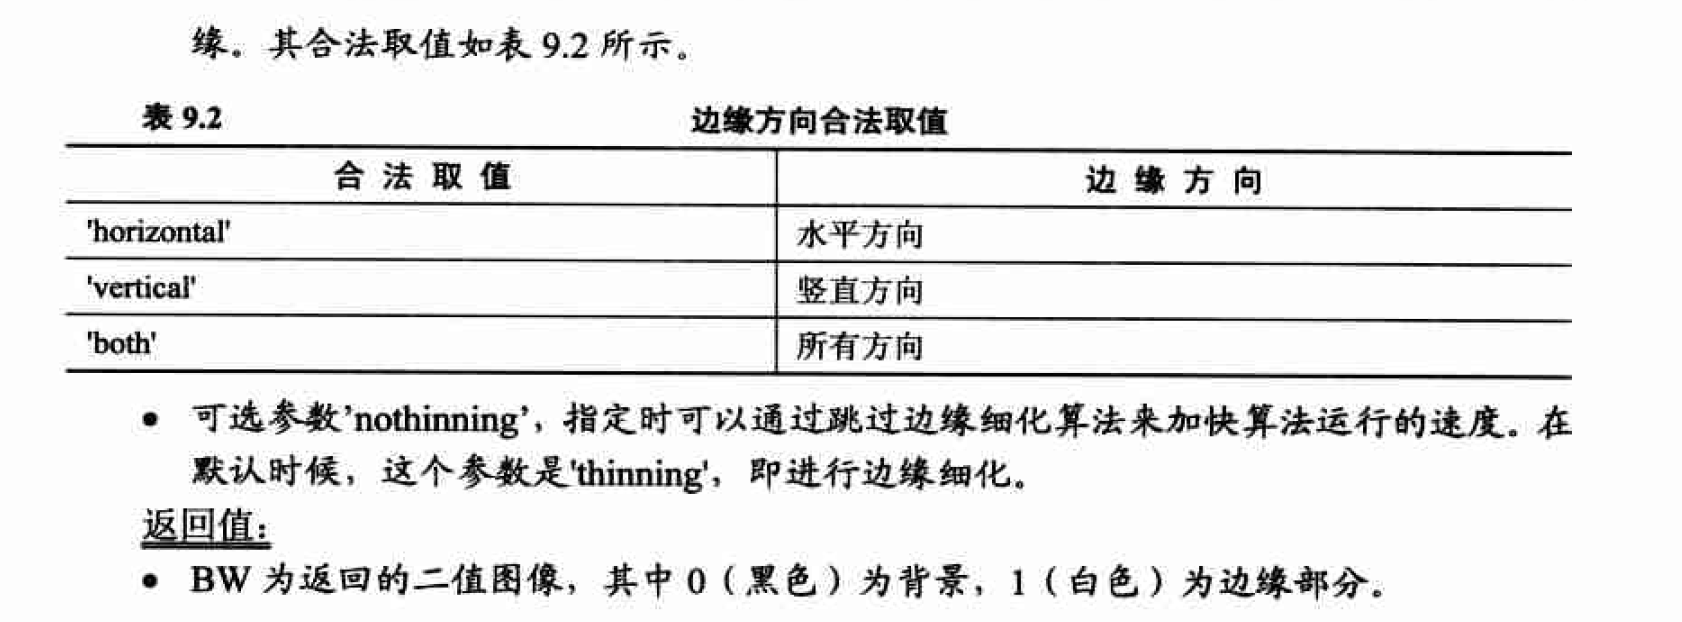 缘。其合法取值如表 9.2 所示。
表 9.2 边缘方向合法取值
合 法 取 值 边 缘 方 向
'horizontal' 水平方向
'vertical' 竖直方向
'both' 所有方向
● 可选参数’nothinning’，指定时可以通过跳过边缘细化算法来加快算法运行的速度。在
默认时候，这个参数是'thinning'，即进行边缘细化。
返回值：
● BW 为返回的二值图像，其中 0（黑色）为背景，1（白色）为边缘部分。